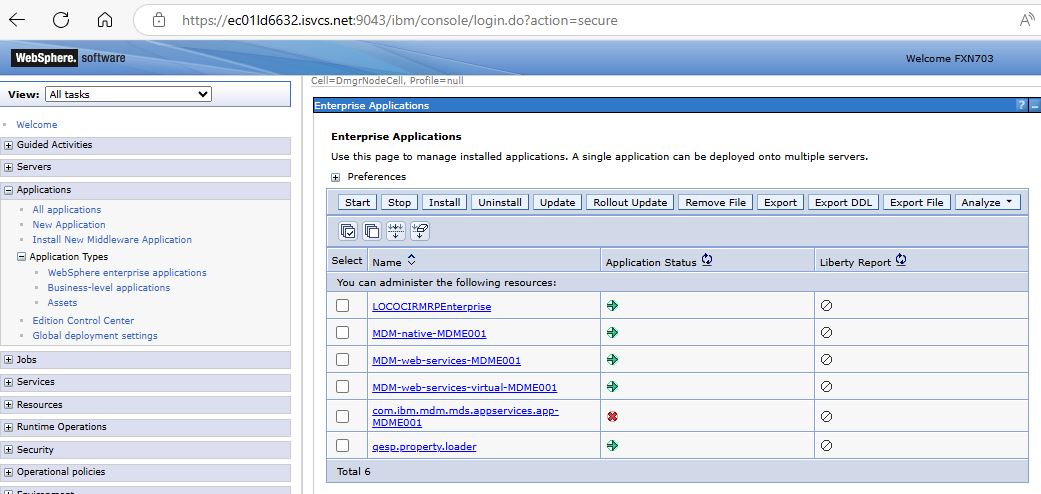 https://ec01ld6632.isvcs.net:9043/ibm/console/login.do?action=secure
A
WebSphere. software
Welcome FXN703
View: All tasks
Welcome
Guided Activities
Servers
Applications
All applications
New Application
Install New Middleware Application
Application Types
WebSphere enterprise applications
Business-level applications
Assets
Edition Control Center
Global deployment settings
Jobs
Services
Resources
Runtime Operations
Security
Operational policies
Environment
Cell=DmgrNodeCell, Profile=null
Enterprise Applications
?
Enterprise Applications
Use this page to manage installed applications. A single application can be deployed onto multiple servers.
Preferences
Start Stop Install Uninstall Update Rollout Update Remove File Export Export DDL Export File Analyze
Select Name Application Status Liberty Report
You can administer the following resources:
LOCOCIRMRPEnterprise
MDM-native-MDME001
MDM-web-services-MDME001
MDM-web-services-virtual-MDME001
com.ibm.mdm.mds.appservices.app-
MDME001
qesp.property.loader
Total 6